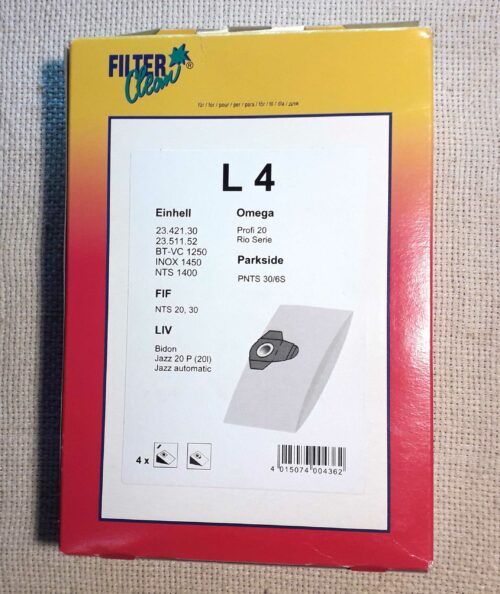 FILTER
Clean®
für / for / pour / per / para / för / til / dla / для
L 4
Einhell
23.421.30
23.511.52
BT-VC 1250
INOX 1450
NTS 1400
FIF
NTS 20, 30
LIV
Bidon
Jazz 20 P (20l)
Jazz automatic
Omega
Profi 20
Rio Serie
Parkside
PNTS 30/6S
4 x
4 015074 004362